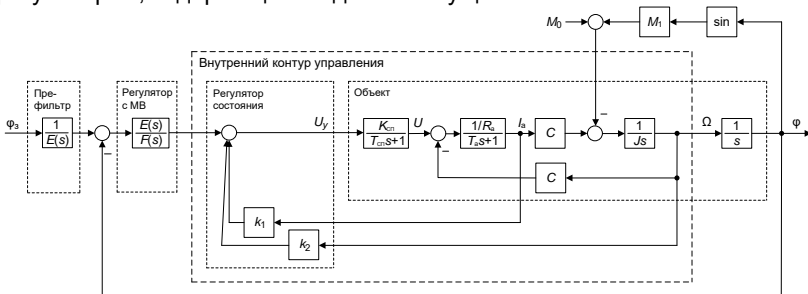 M₀
M₁
sin
Внутренний контур управления
Пре-
фильтр
Регулятор
с МВ
Регулятор
состояния
Объект
φз
1
E(s)
–
E(s)
F(s)
Uу
Kсп
Tспs+1
U
–
1/Rа
Tаs+1
Iа
C
–
1
Js
Ω
1
s
φ
C
k₁
k₂
–